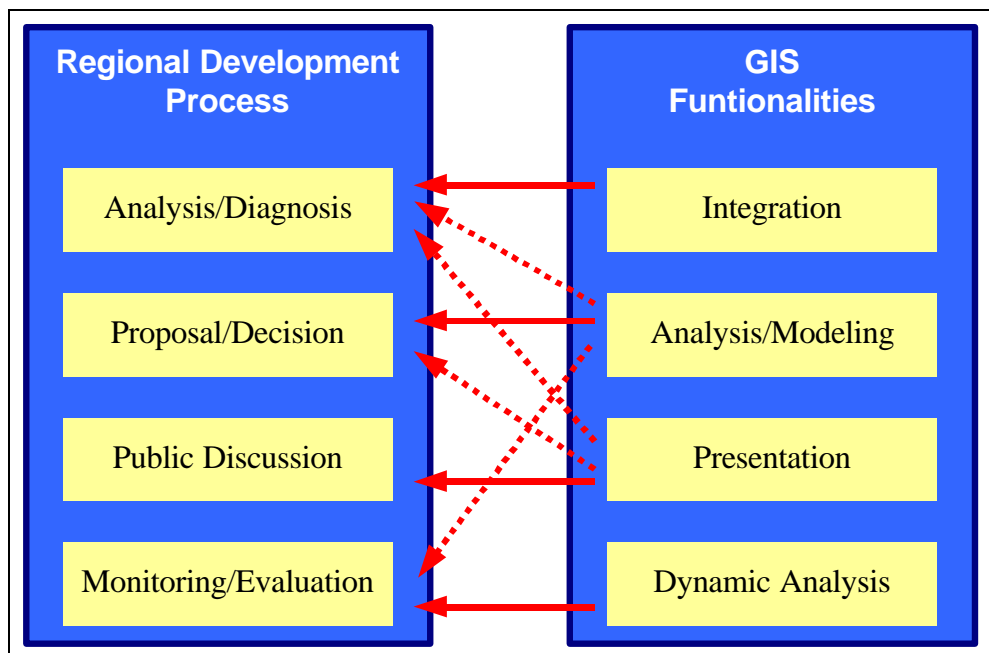 Regional Development
Process
Analysis/Diagnosis
Proposal/Decision
Public Discussion
Monitoring/Evaluation
GIS
Funtionalities
Integration
Analysis/Modeling
Presentation
Dynamic Analysis